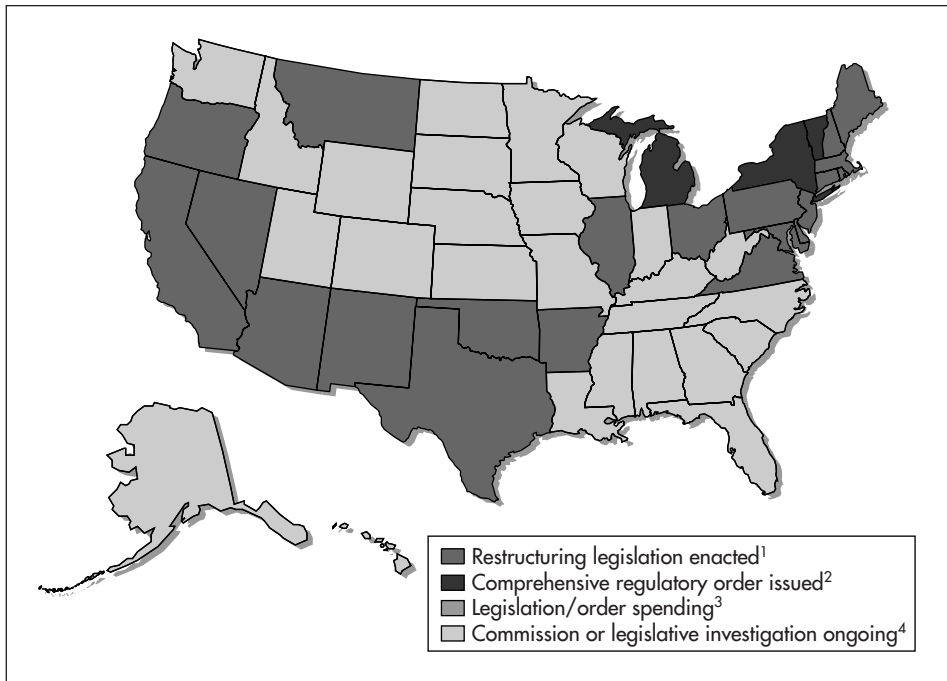 Restructuring legislation enacted¹
Comprehensive regulatory order issued²
Legislation/order spending³
Commission or legislative investigation ongoing⁴